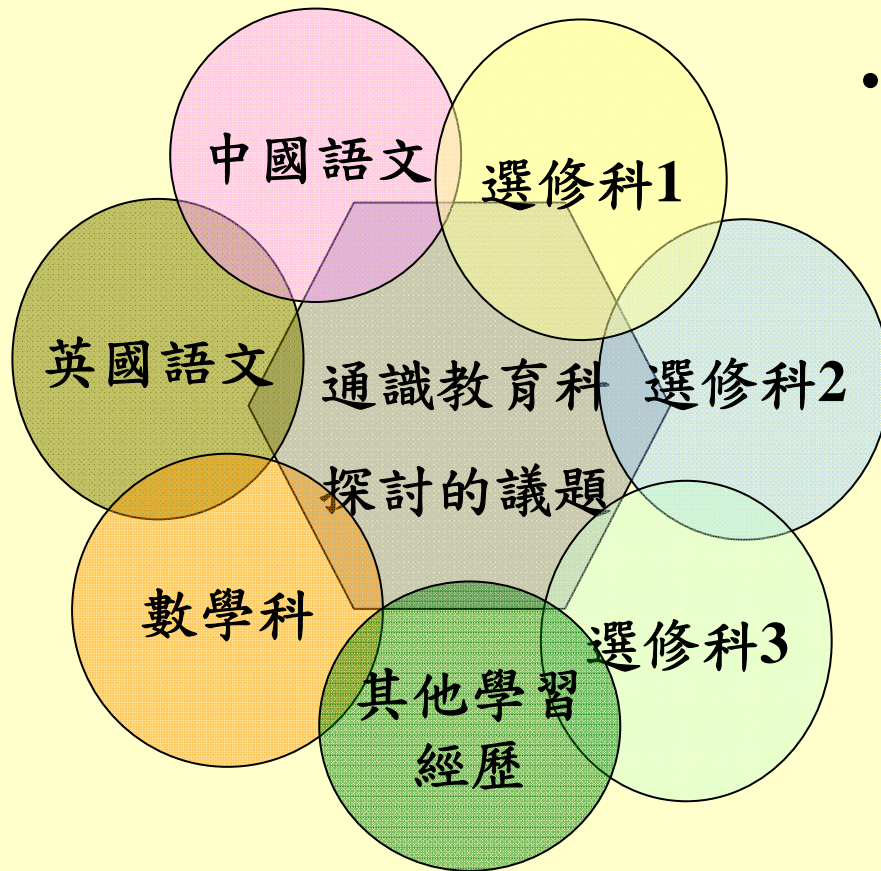 中國語文
選修科1
英國語文
通識教育科
探討的議題
選修科2
數學科
選修科3
其他學習
經歷